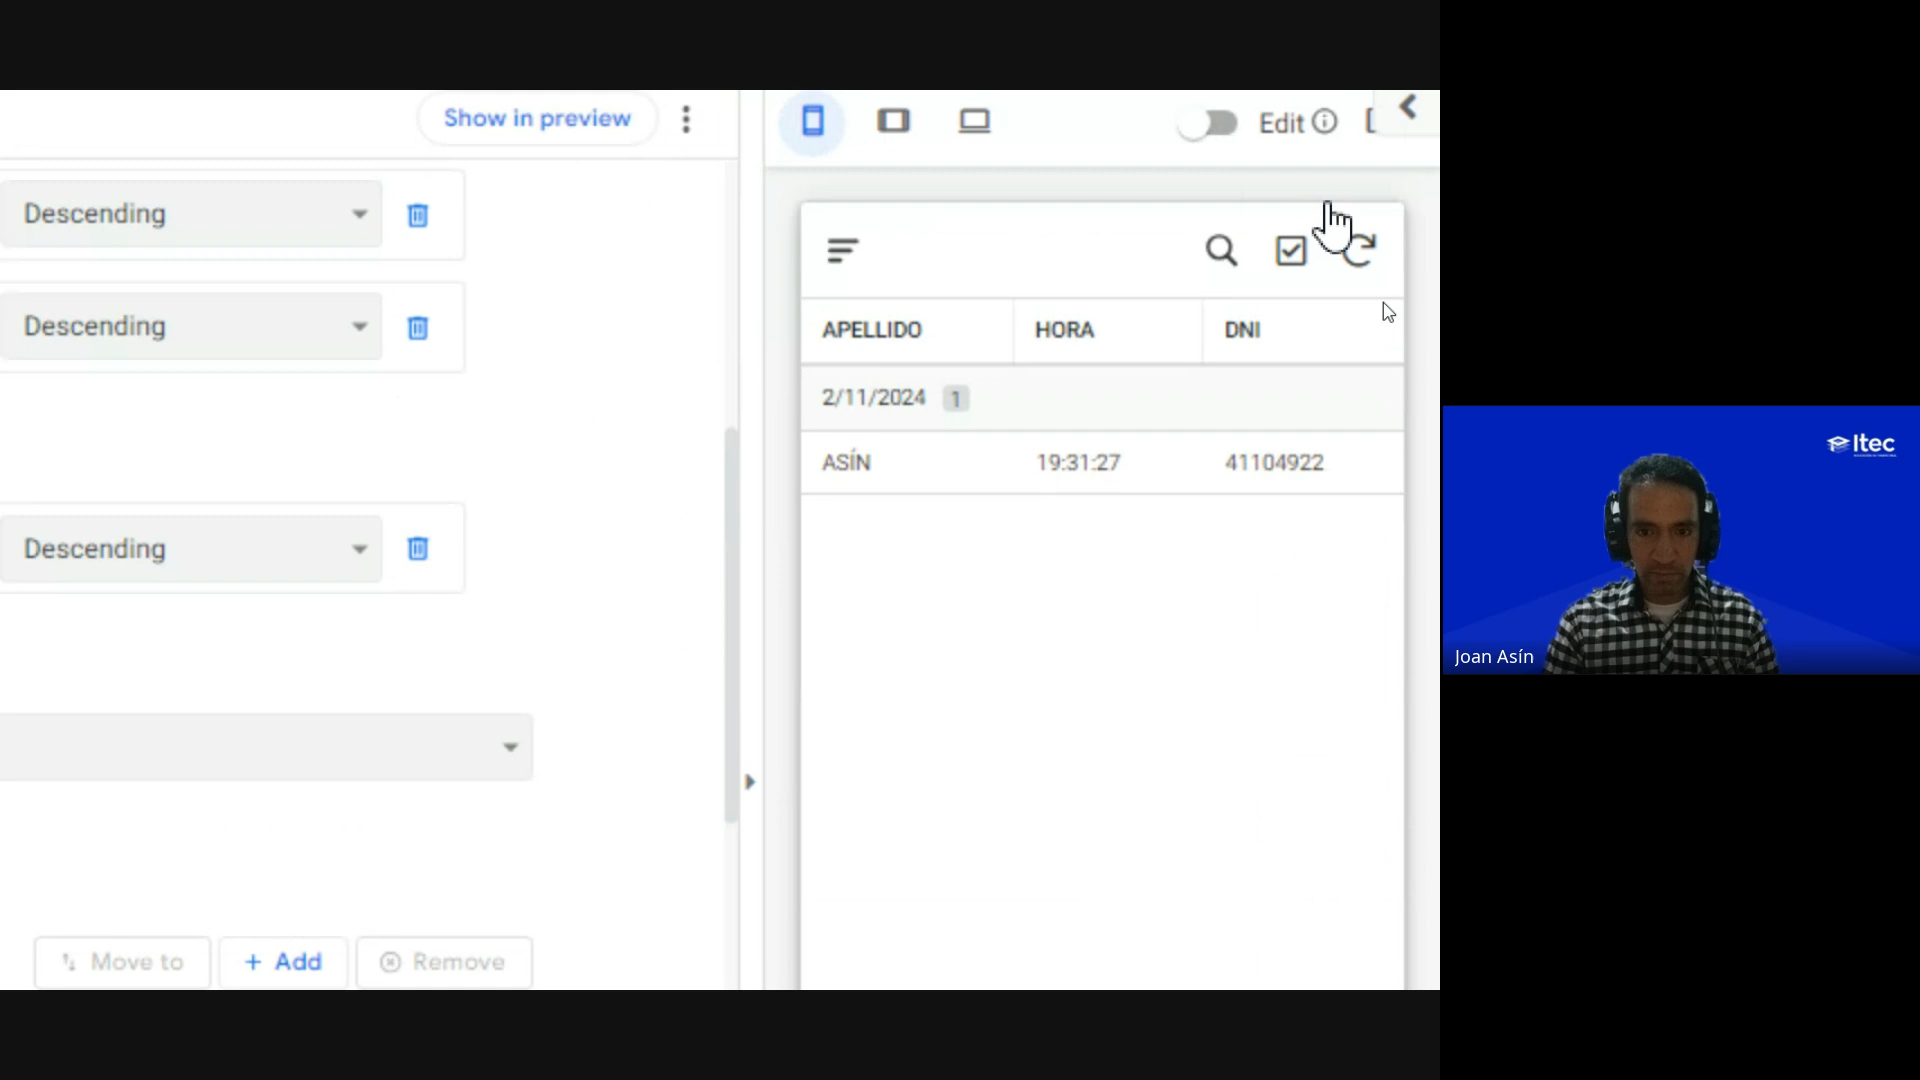 Show in preview
Edit
Descending
Descending
Descending
Move to
+ Add
Remove
APELLIDO HORA DNI
2/11/2024 1
ASÍN 19:31:27 41104922
Itec
Joan Asín